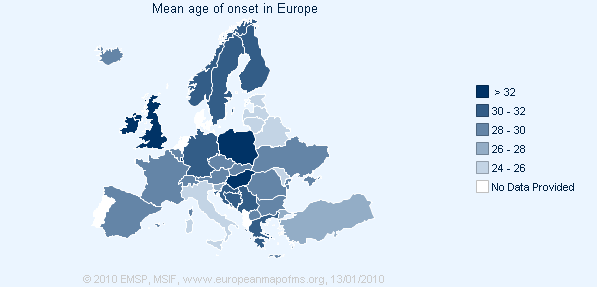 Mean age of onset in Europe
> 32
30 - 32
28 - 30
26 - 28
24 - 26
No Data Provided
© 2010 EMSP, MSIF, www.europeanmapofms.org, 13/01/2010